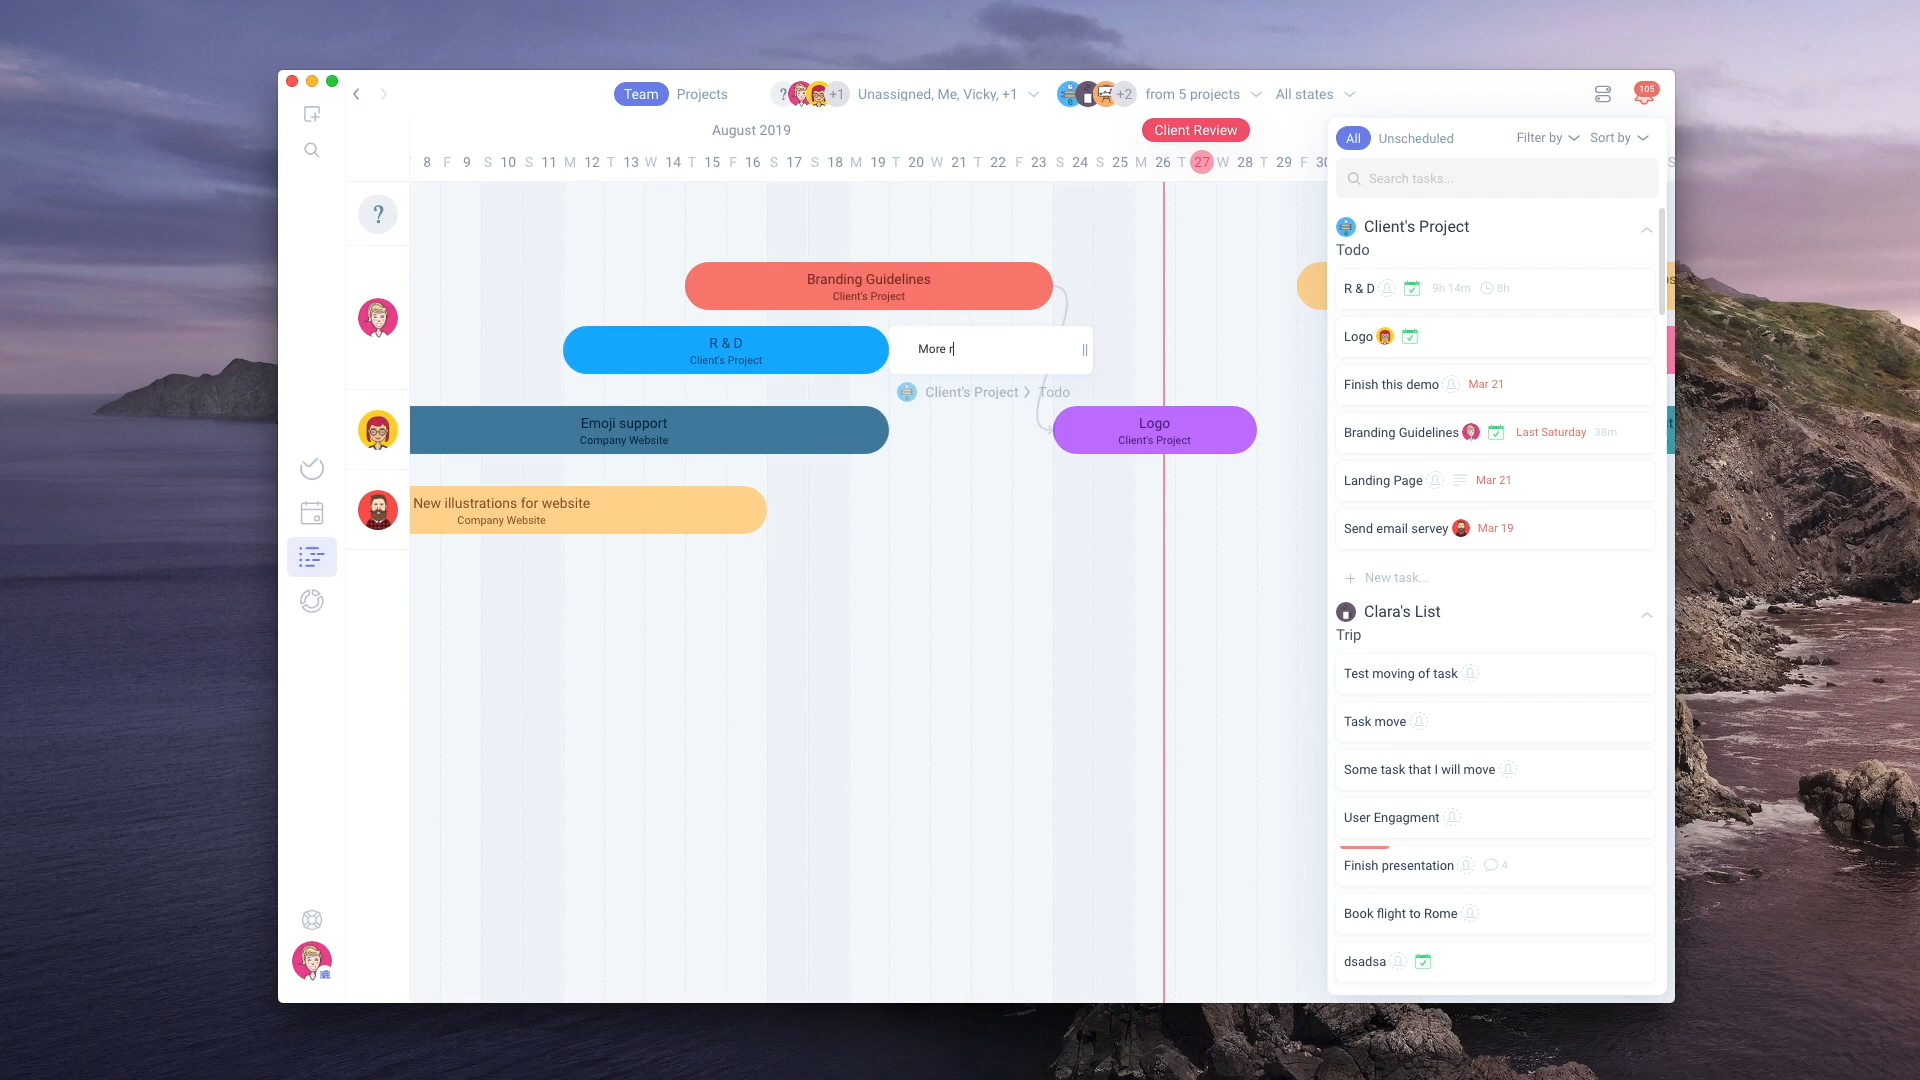 Team Projects
? +1 Unassigned, Me, Vicky, +1
+2 from 5 projects
All states
105
August 2019
Client Review
8 F 9 S 10 S 11 M 12 T 13 W 14 T 15 F 16 S 17 S 18 M 19 T 20 W 21 T 22 F 23 S 24 S 25 M 26 T 27 W 28 T 29 F 30 S
?
Branding Guidelines
Client's Project
R & D
Client's Project
More r
Client's Project > Todo
Emoji support
Company Website
Logo
Client's Project
New illustrations for website
Company Website
All Unscheduled Filter by Sort by
Search tasks...
Client's Project
Todo
R & D 9h 14m 8h
Logo
Finish this demo Mar 21
Branding Guidelines Last Saturday 38m
Landing Page Mar 21
Send email servey Mar 19
+ New task...
Clara's List
Trip
Test moving of task
Task move
Some task that I will move
User Engagment
Finish presentation 4
Book flight to Rome
dsadsa